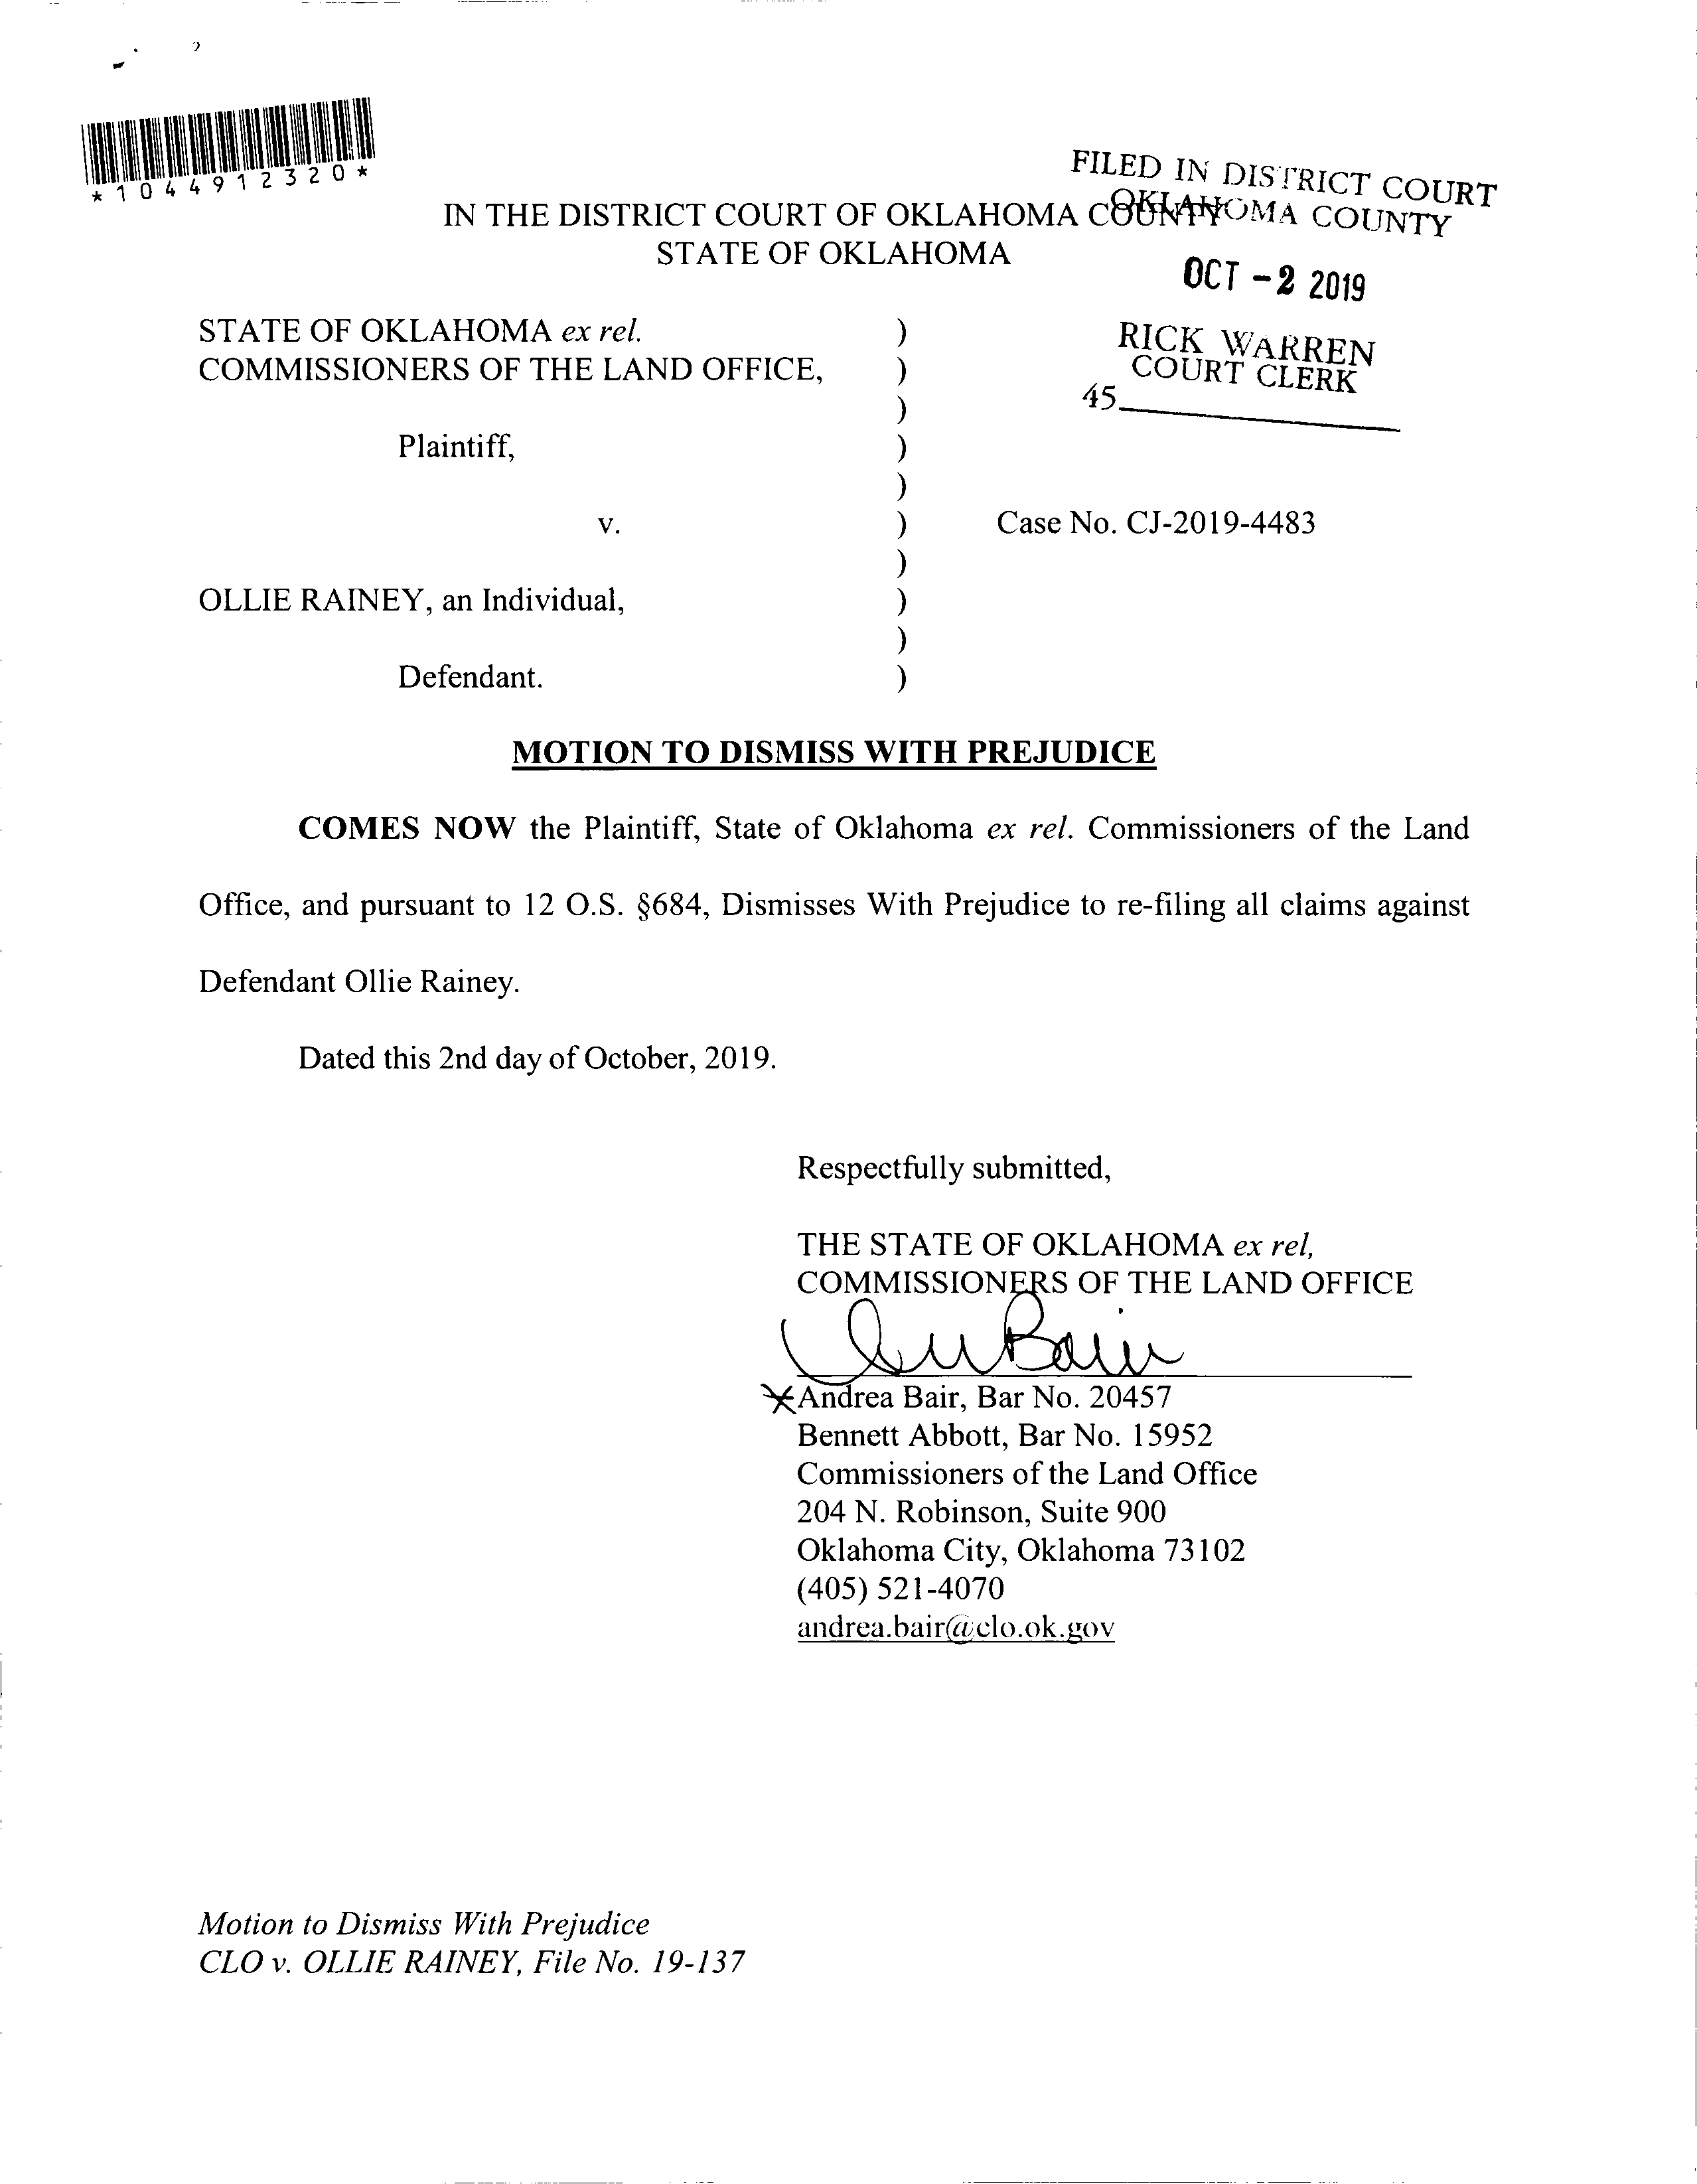 *1044912320*
FILED IN DISTRICT COURT
OKLAHOMA COUNTY
IN THE DISTRICT COURT OF OKLAHOMA COUNTY
STATE OF OKLAHOMA
OCT -2 2019
RICK WARREN
COURT CLERK
45
STATE OF OKLAHOMA ex rel. )
COMMISSIONERS OF THE LAND OFFICE, )
)
Plaintiff, )
)
v. ) Case No. CJ-2019-4483
)
OLLIE RAINEY, an Individual, )
)
Defendant. )
MOTION TO DISMISS WITH PREJUDICE
COMES NOW the Plaintiff, State of Oklahoma ex rel. Commissioners of the Land
Office, and pursuant to 12 O.S. §684, Dismisses With Prejudice to re-filing all claims against
Defendant Ollie Rainey.
Dated this 2nd day of October, 2019.
Respectfully submitted,
THE STATE OF OKLAHOMA ex rel,
COMMISSIONERS OF THE LAND OFFICE
Andrea Bair, Bar No. 20457
Bennett Abbott, Bar No. 15952
Commissioners of the Land Office
204 N. Robinson, Suite 900
Oklahoma City, Oklahoma 73102
(405) 521-4070
andrea.bair@clo.ok.gov
Motion to Dismiss With Prejudice
CLO v. OLLIE RAINEY, File No. 19-137